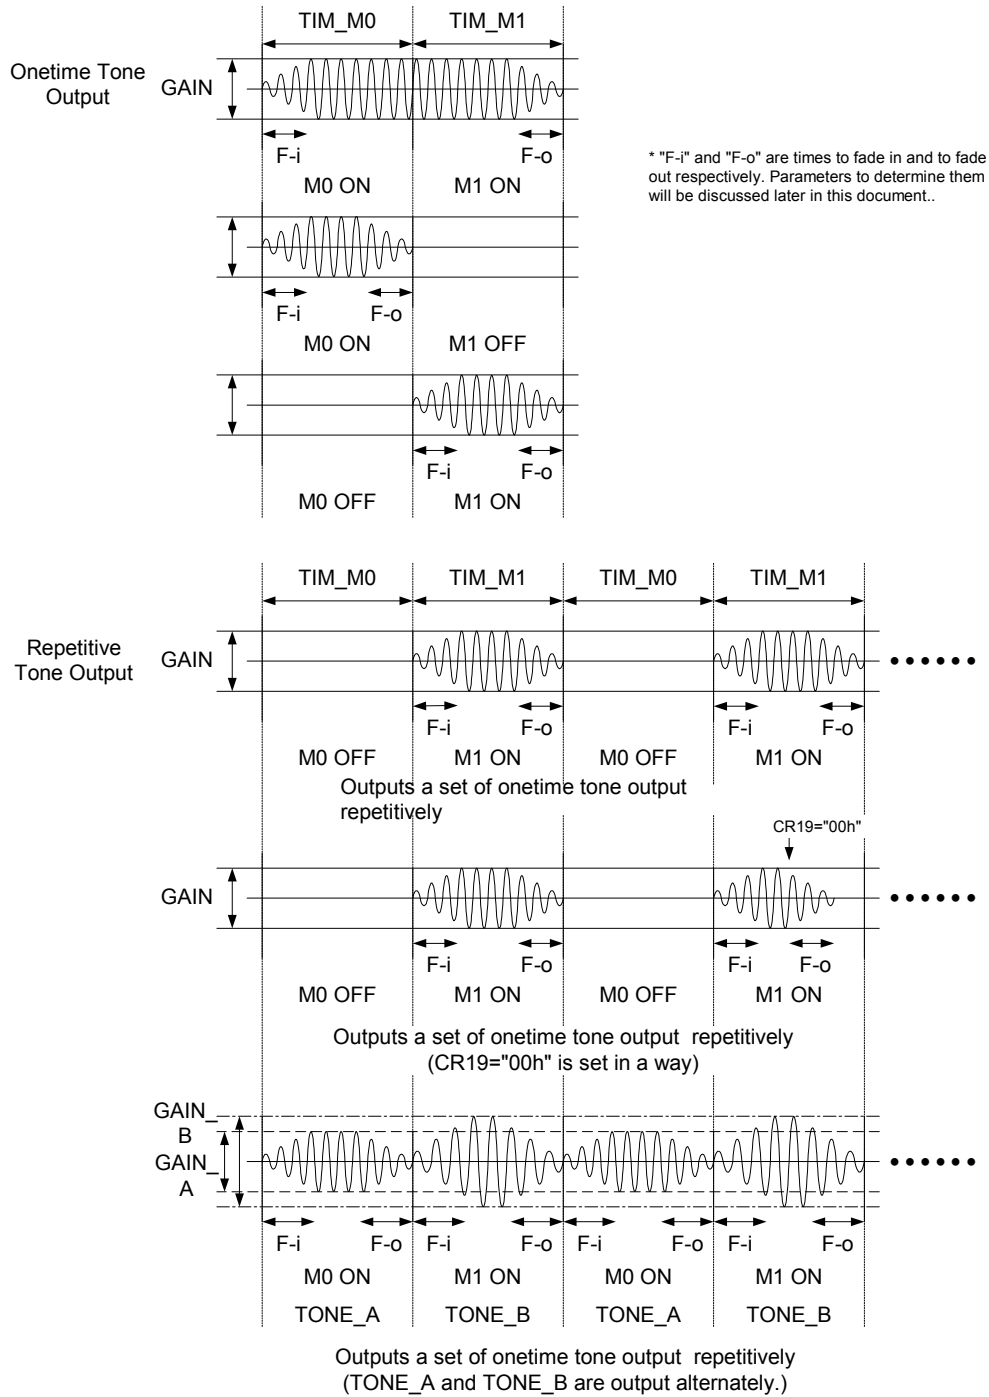 TIM_M0 TIM_M1
Onetime Tone
Output
GAIN
F-i F-o
M0 ON M1 ON
* "F-i" and "F-o" are times to fade in and to fade
out respectively. Parameters to determine them
will be discussed later in this document..
F-i F-o
M0 ON M1 OFF
F-i F-o
M0 OFF M1 ON
TIM_M0 TIM_M1 TIM_M0 TIM_M1
Repetitive
Tone Output
GAIN
F-i F-o F-i F-o
M0 OFF M1 ON M0 OFF M1 ON
Outputs a set of onetime tone output
repetitively
CR19="00h"
GAIN
F-i F-o F-i F-o
M0 OFF M1 ON M0 OFF M1 ON
Outputs a set of onetime tone output repetitively
(CR19="00h" is set in a way)
GAIN_
B
GAIN_
A
F-i F-o F-i F-o F-i F-o F-i F-o
M0 ON M1 ON M0 ON M1 ON
TONE_A TONE_B TONE_A TONE_B
Outputs a set of onetime tone output repetitively
(TONE_A and TONE_B are output alternately.)